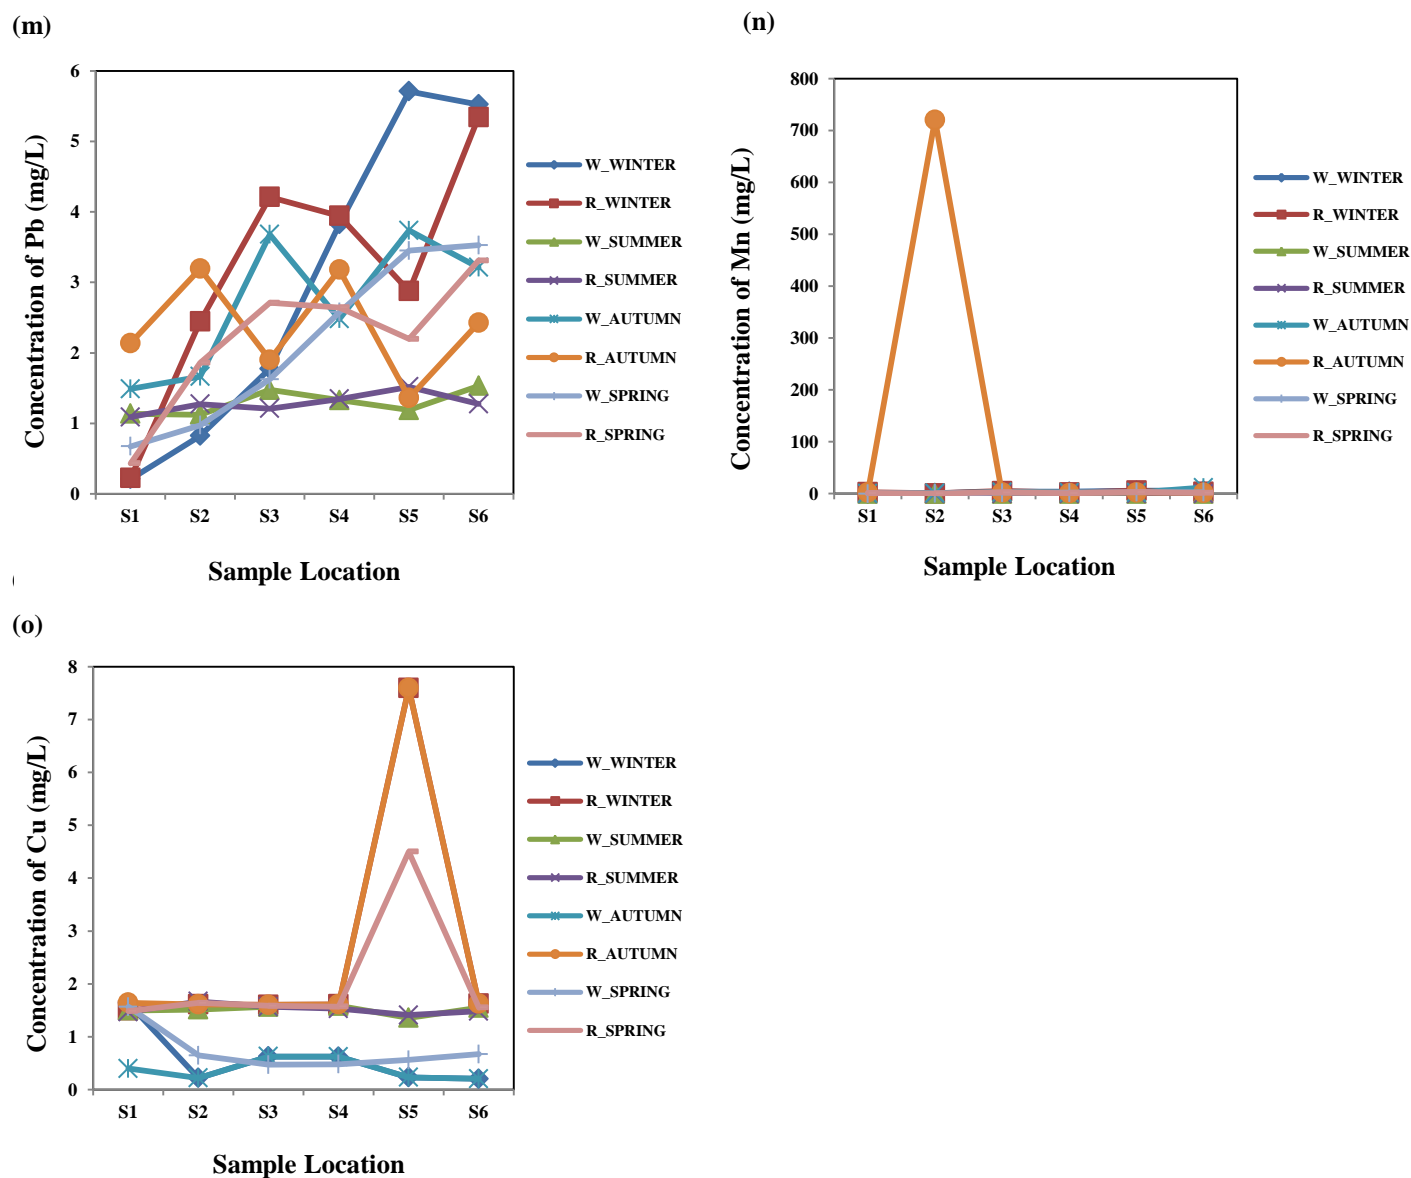 (m)
Concentration of Pb (mg/L)
6
5
4
3
2
1
0
S1 S2 S3 S4 S5 S6
Sample Location
W_WINTER
R_WINTER
W_SUMMER
R_SUMMER
W_AUTUMN
R_AUTUMN
W_SPRING
R_SPRING
(n)
Concentration of Mn (mg/L)
800
700
600
500
400
300
200
100
0
S1 S2 S3 S4 S5 S6
Sample Location
W_WINTER
R_WINTER
W_SUMMER
R_SUMMER
W_AUTUMN
R_AUTUMN
W_SPRING
R_SPRING
(o)
Concentration of Cu (mg/L)
8
7
6
5
4
3
2
1
0
S1 S2 S3 S4 S5 S6
Sample Location
W_WINTER
R_WINTER
W_SUMMER
R_SUMMER
W_AUTUMN
R_AUTUMN
W_SPRING
R_SPRING